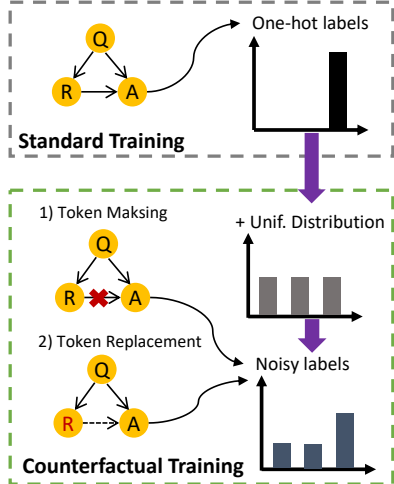 One-hot labels
Q
R
A
Standard Training
1) Token Maksing
+ Unif. Distribution
Q
R
A
2) Token Replacement
Noisy labels
Q
R
A
Counterfactual Training